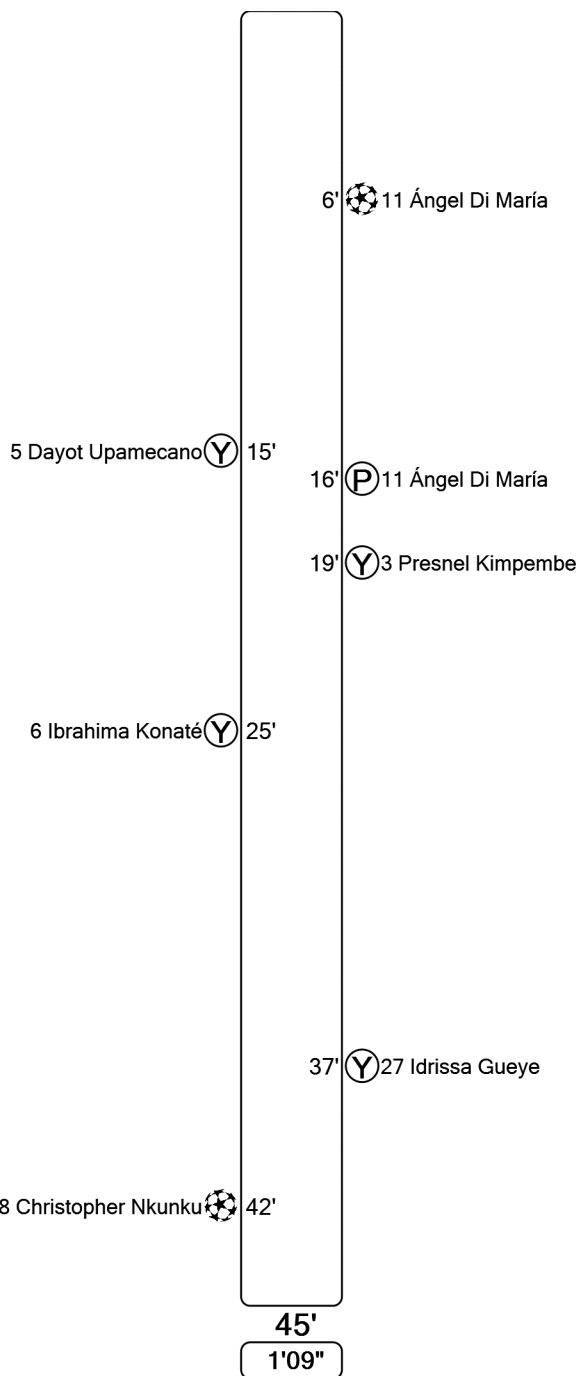 6' 11 Ángel Di María
5 Dayot Upamecano Y 15'
16' P 11 Ángel Di María
19' Y 3 Presnel Kimpembe
6 Ibrahima Konaté Y 25'
37' Y 27 Idrissa Gueye
8 Christopher Nkunku 42'
45'
1'09"